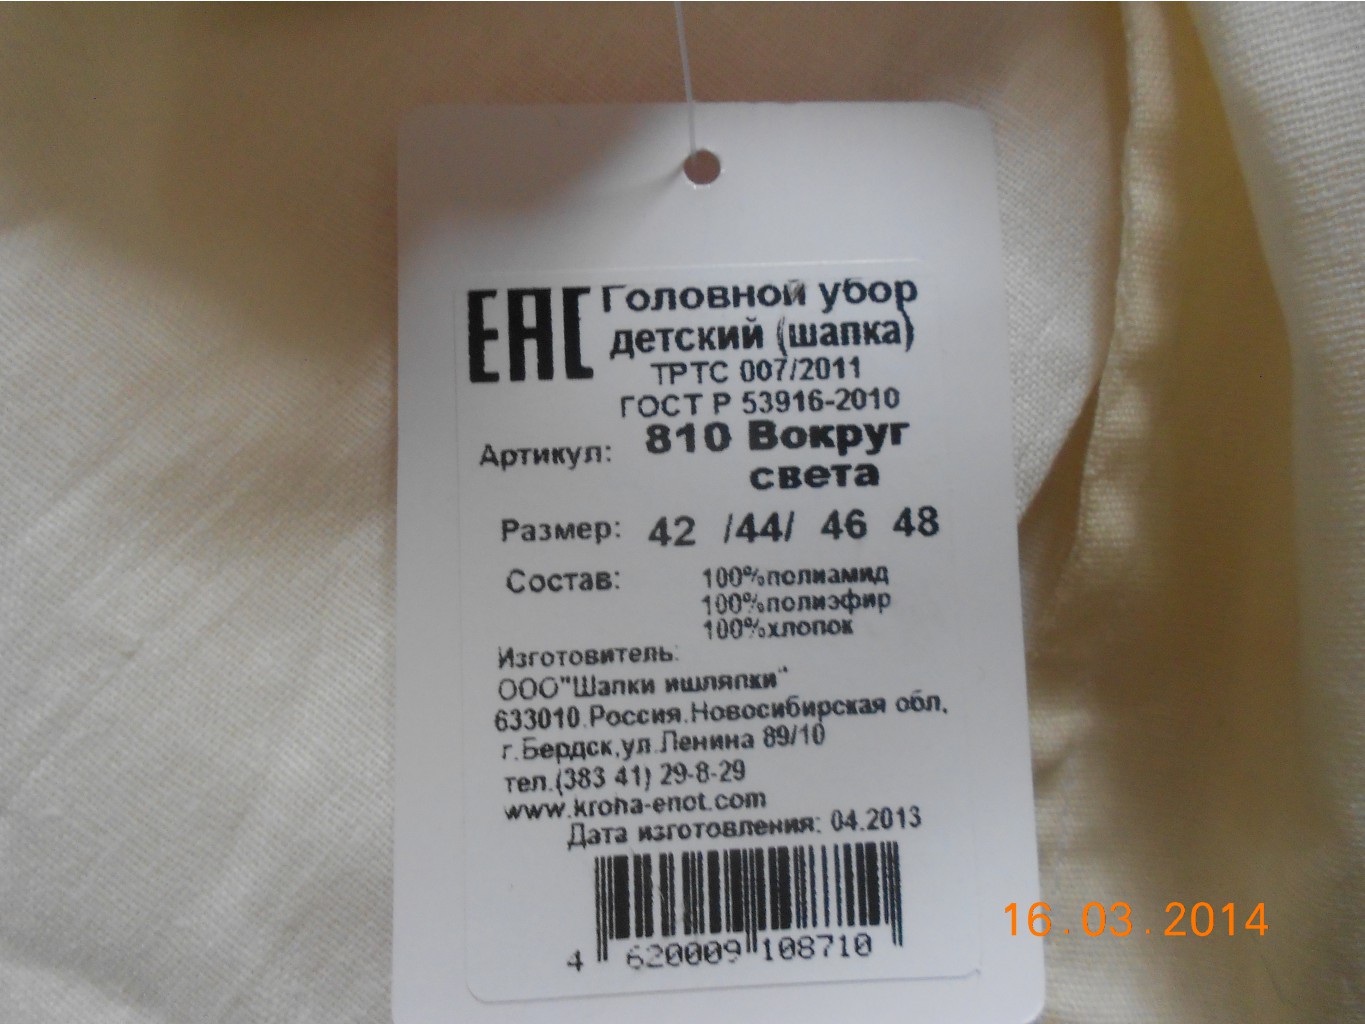 ЕАС
Головной убор
детский (шапка)
ТРТС 007/2011
ГОСТ Р 53916-2010
Артикул: 810 Вокруг
света
Размер: 42 /44/ 46 48
Состав: 100%полиамид
100%полиэфир
100%хлопок
Изготовитель:
ООО"Шапки ишляпки"
633010.Россия.Новосибирская обл,
г.Бердск,ул.Ленина 89/10
тел.(383 41) 29-8-29
www.kroha-enot.com
Дата изготовления: 04.2013
4 620009 108710
16.03.2014